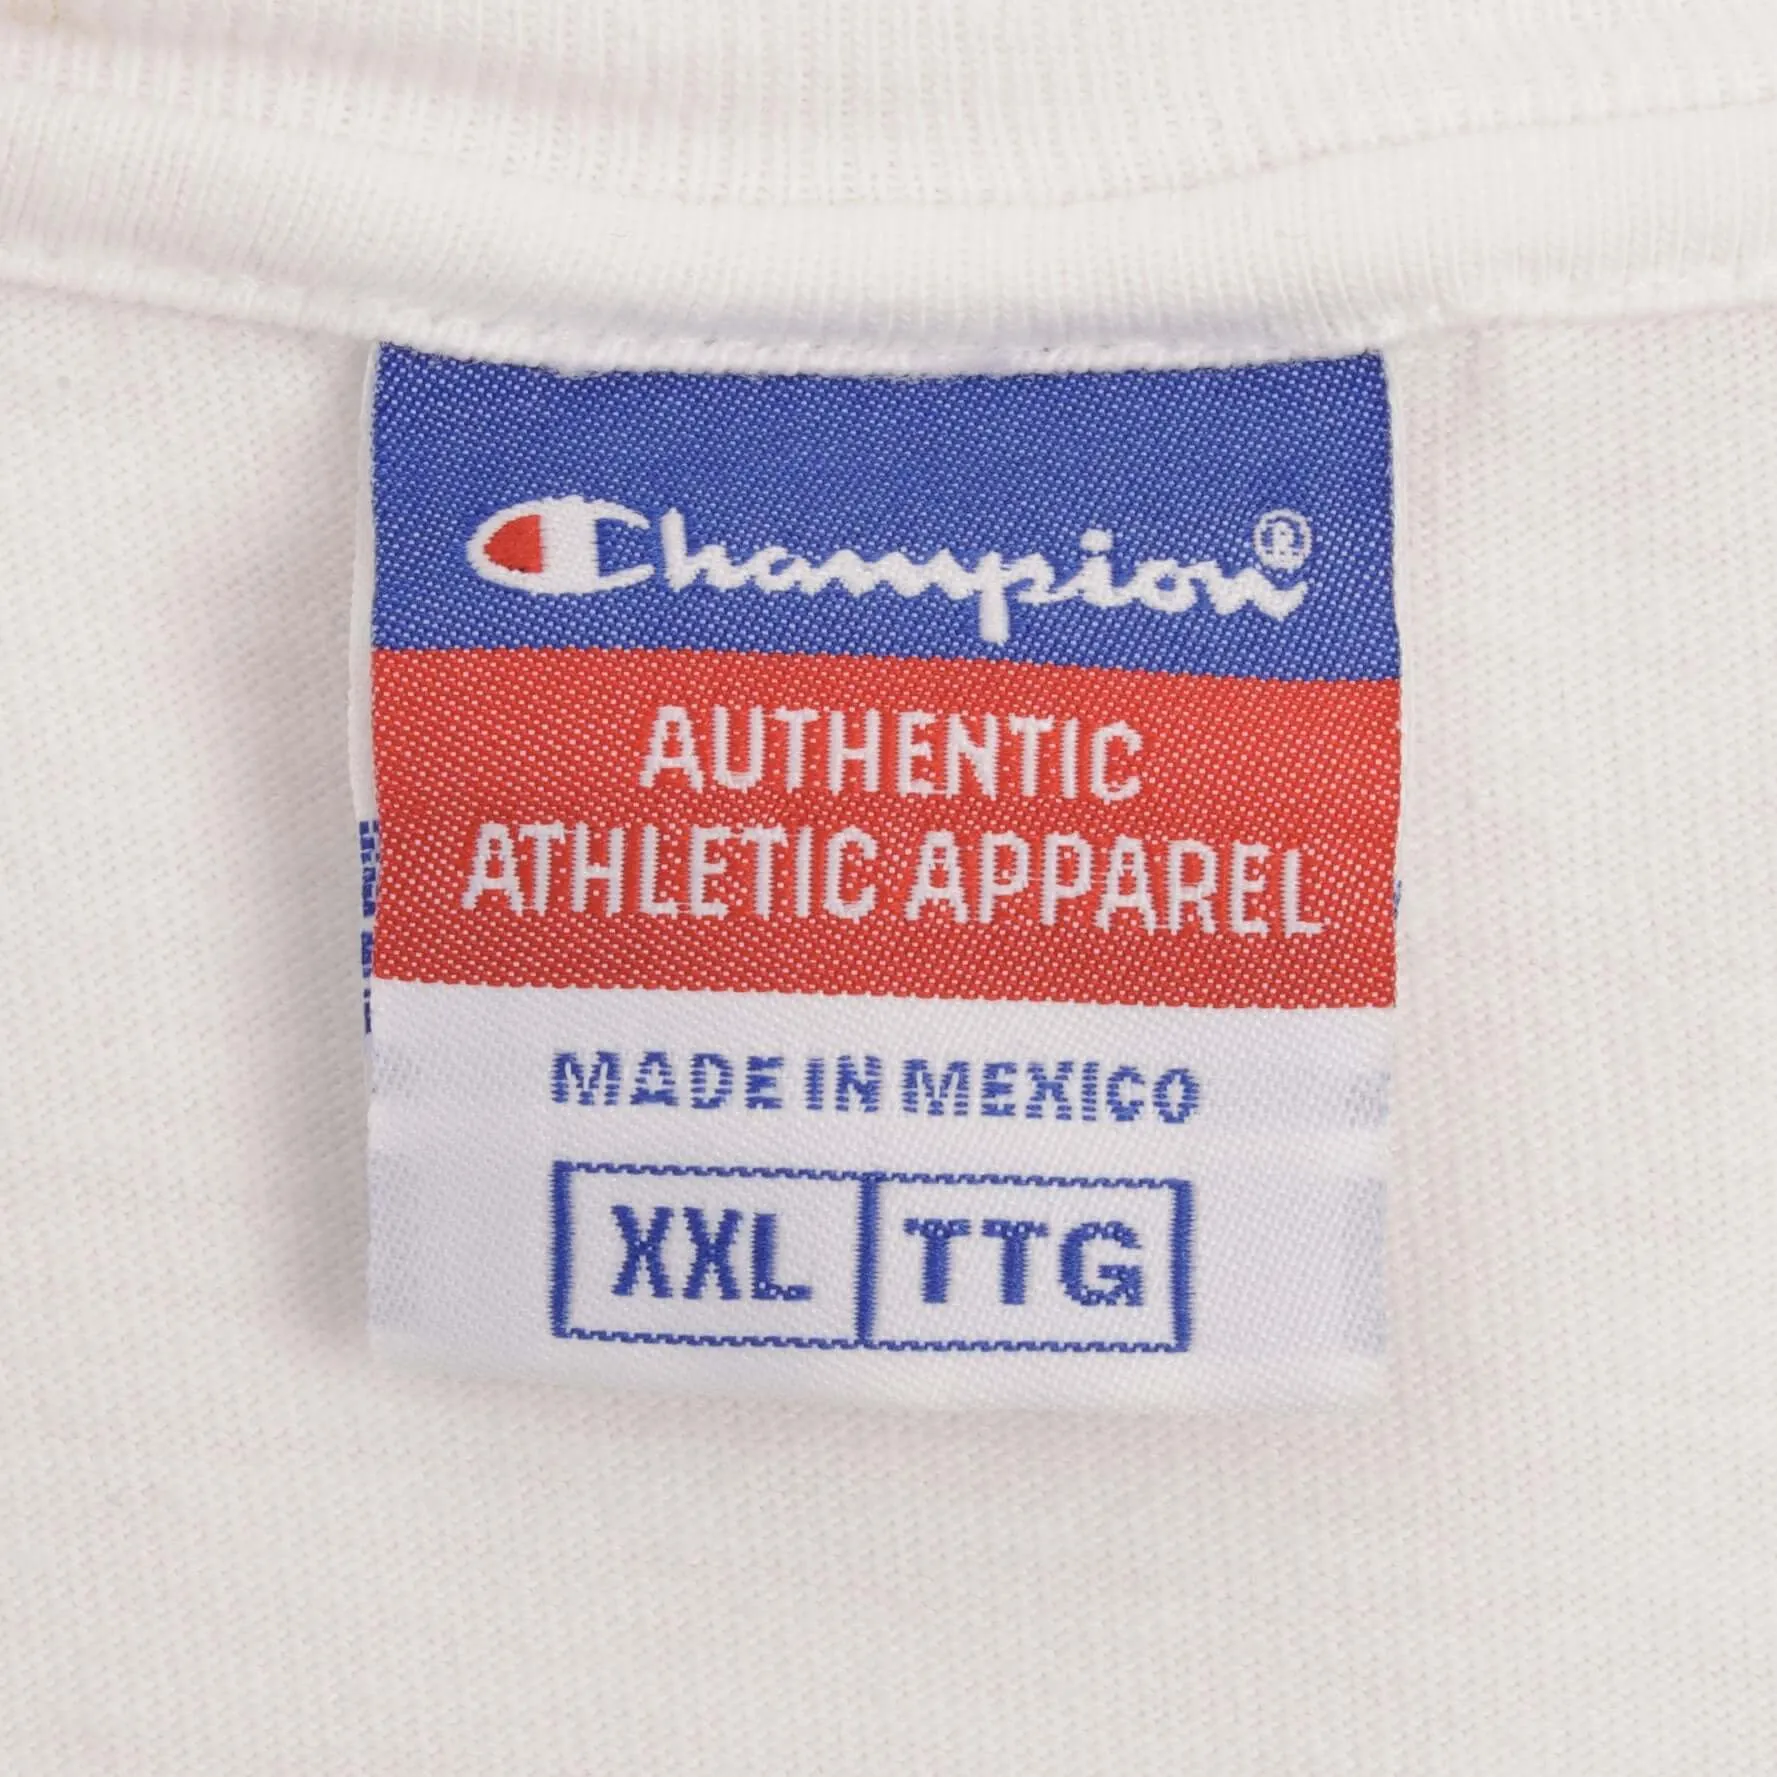 Champion®
AUTHENTIC
ATHLETIC APPAREL
MADE IN MEXICO
XXL TTG